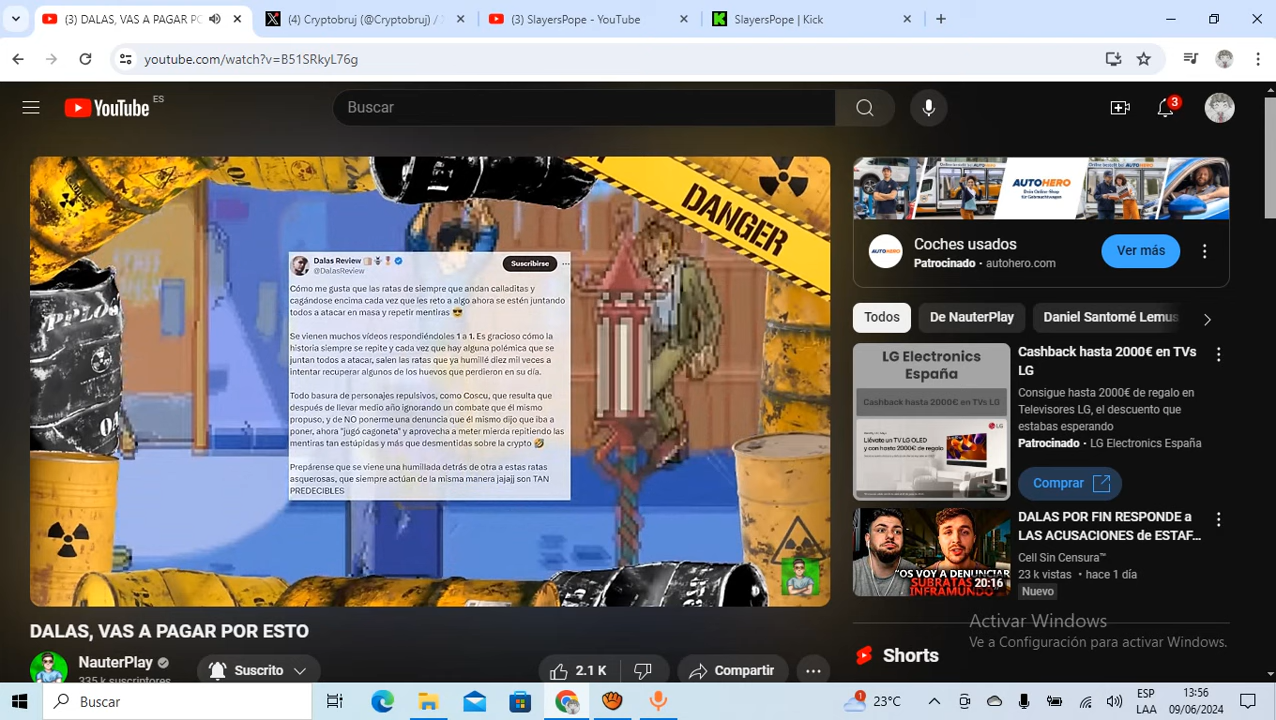 (3) DALAS, VAS A PAGAR PO
(4) Cryptobruj (@Cryptobruj) /
(3) SlayersPope - YouTube
SlayersPope | Kick
youtube.com/watch?v=B51SRkyL76g
YouTube ES
Buscar
3
DANGER
Dalas Review
@DalasReview
Suscribirse
Cómo me gusta que las ratas de siempre que andan calladitas y
cagándose encima cada vez que les reto a algo ahora se estén juntando
todos a atacar en masa y repetir mentiras 😎
Se vienen muchos vídeos respondiéndoles 1 a 1. Es gracioso cómo la
historia siempre se repite y cada vez que hay alguna polémica que se
juntan todos a atacar, salen las ratas que ya humillé diez mil veces a
intentar recuperar algunos de los huevos que perdieron en su día.
Todo basura de personajes repulsivos, como Coscu, que resulta que
después de llevar medio año ignorando un combate que él mismo
propuso, y de NO ponerme una denuncia que él mismo dijo que iba a
poner, ahora "jugó cagoneta" y aprovecha a meter mierda repitiendo las
mentiras tan estúpidas y más que desmentidas sobre la crypto 🤣
Prepárense que se viene una humillada detrás de otra a estas ratas
asquerosas, que siempre actúan de la misma manera jajajj son TAN
PREDECIBLES
DALAS, VAS A PAGAR POR ESTO
NauterPlay
335 k suscriptores
Suscrito
2.1 K
Compartir
AUTOHERO
Coches usados
Patrocinado · autohero.com
Ver más
Todos
De NauterPlay
Daniel Santomé Lemus
LG Electronics
España
Cashback hasta 2000€ en TVs LG
Llévate un TV LG OLED
LG
Cashback hasta 2000€ en TVs
LG
Consigue hasta 2000€ de regalo en
Televisores LG, el descuento que
estabas esperando
Patrocinado · LG Electronics España
Comprar
"OS VOY A DENUNCIAR
SUBRATAS
INFRAMUNDO"
20:16
DALAS POR FIN RESPONDE a
LAS ACUSACIONES de ESTAF...
Cell Sin Censura™
23 k vistas · hace 1 día
Nuevo
Activar Windows
Ve a Configuración para activar Windows.
Shorts
Buscar
1
23°C
ESP
LAA
13:56
09/06/2024